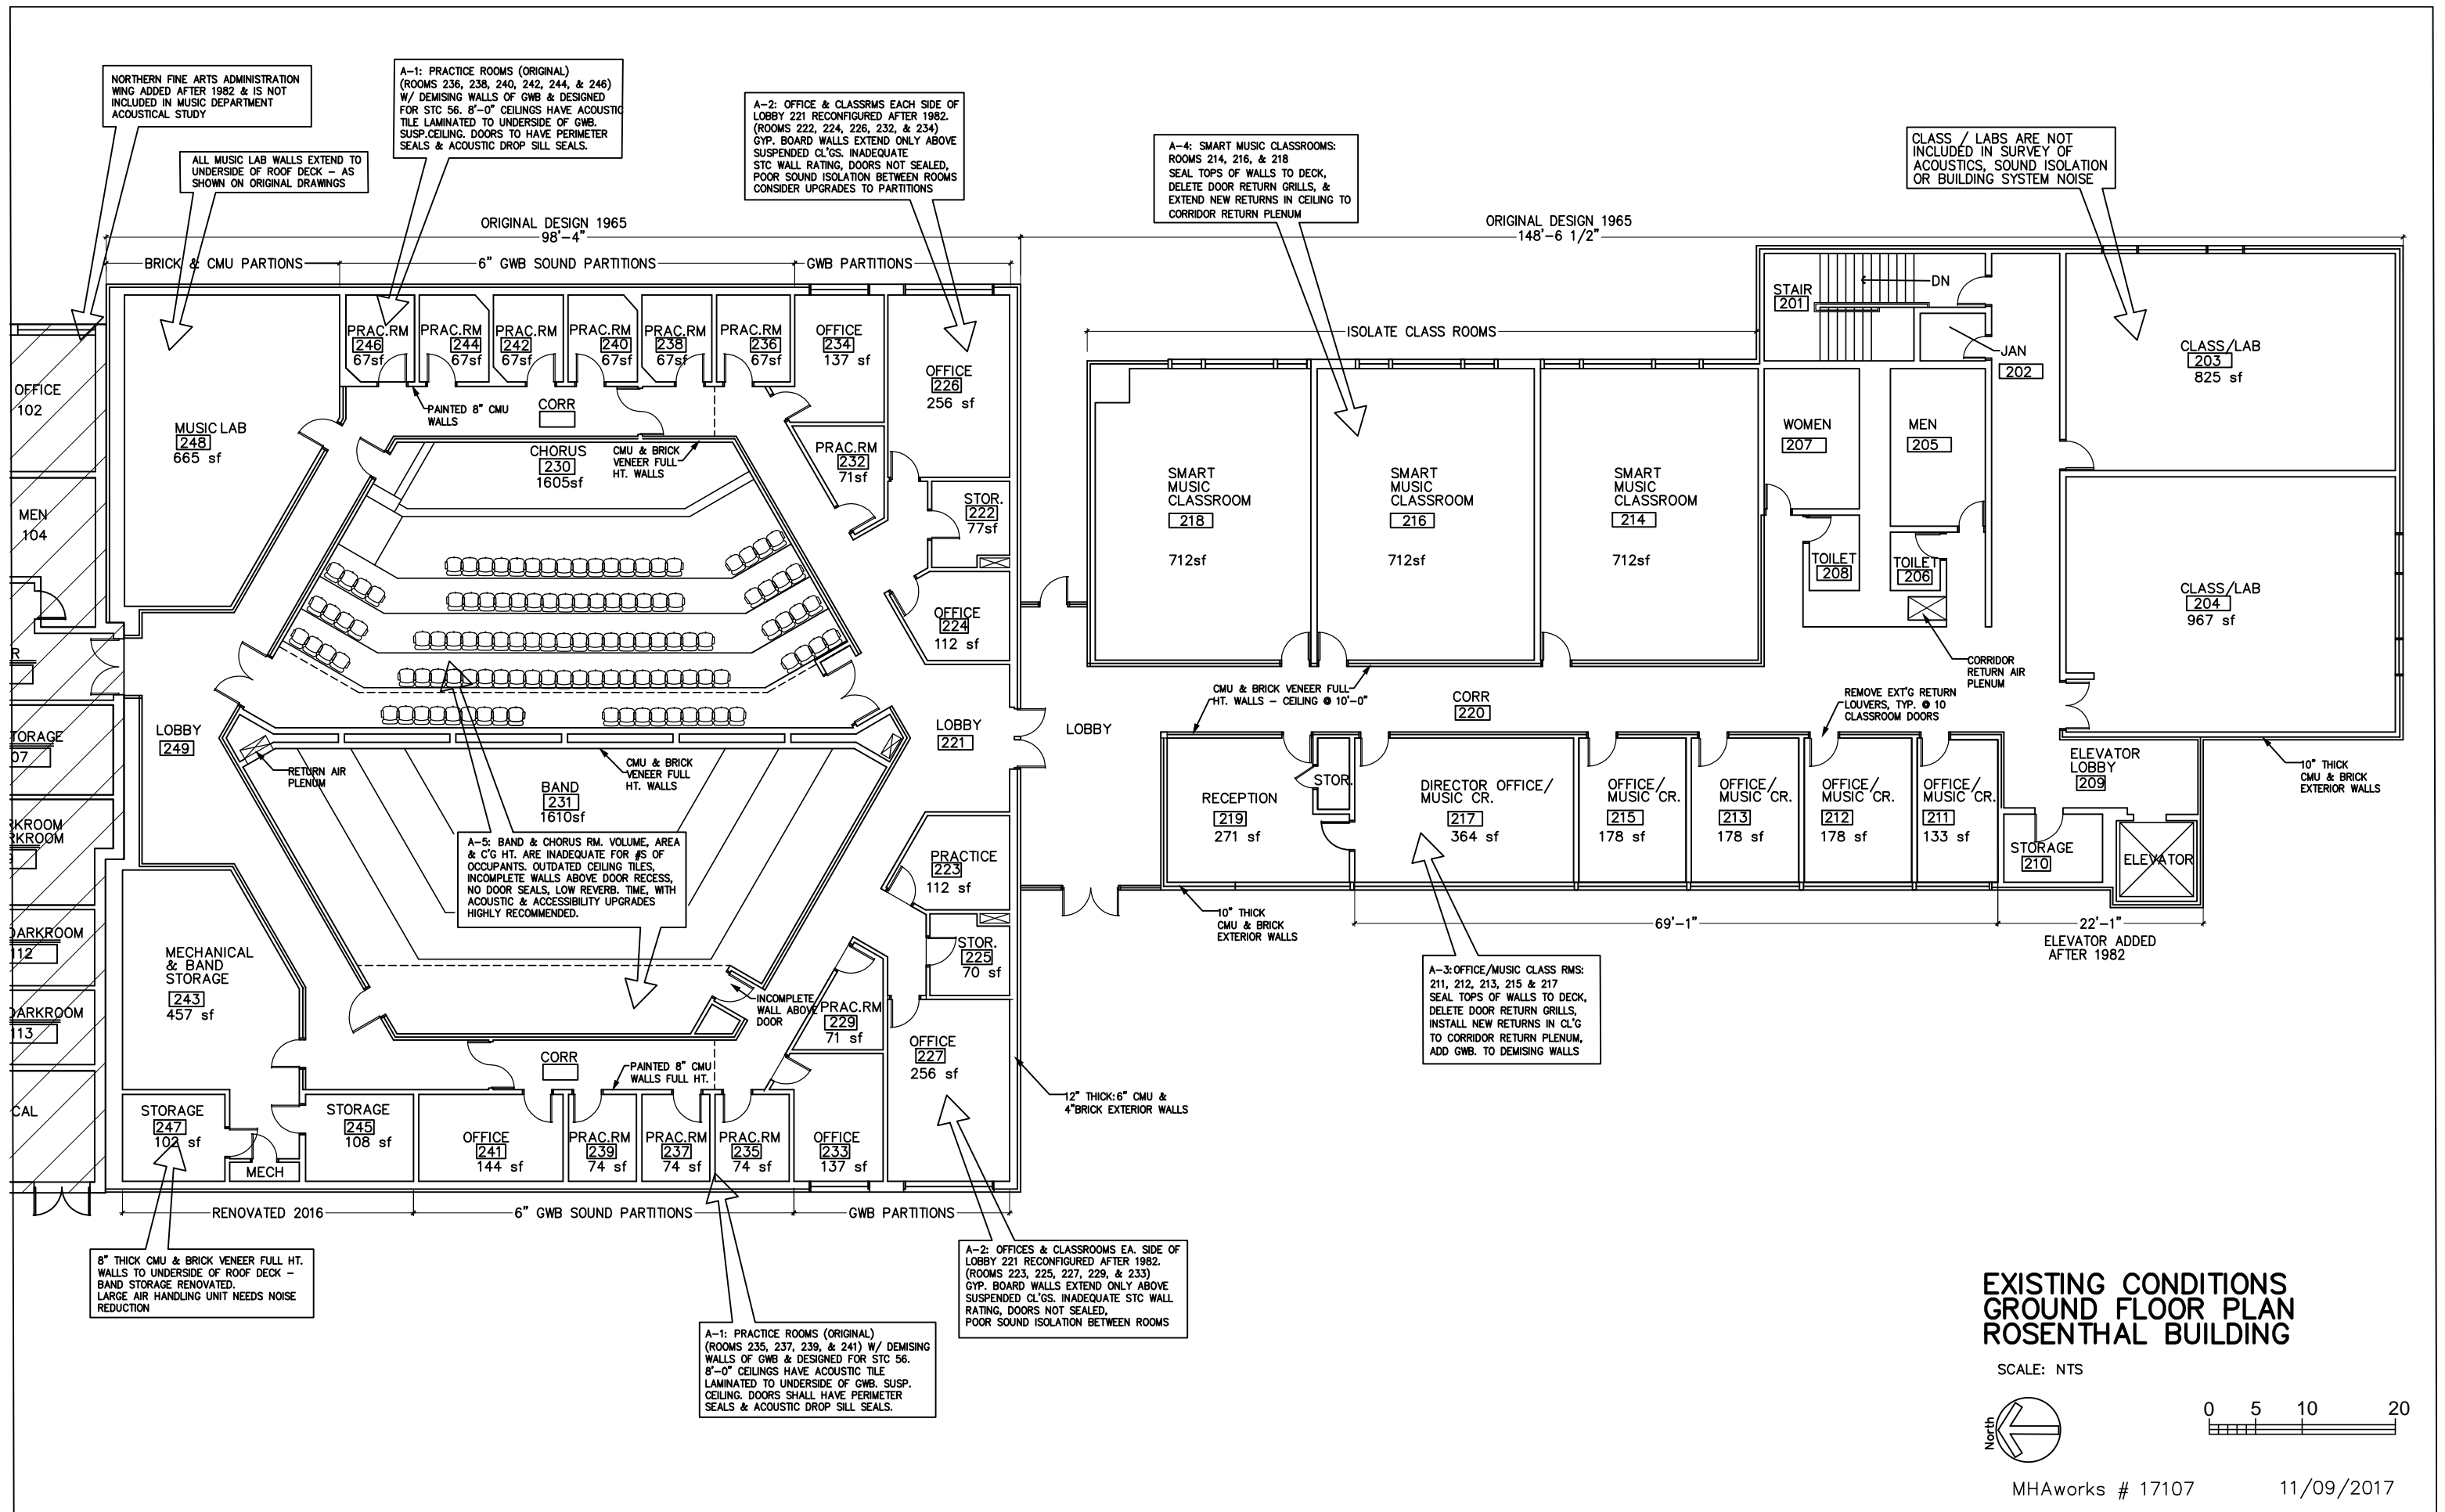 NORTHERN FINE ARTS ADMINISTRATION
WING ADDED AFTER 1982 & IS NOT
INCLUDED IN MUSIC DEPARTMENT
ACOUSTICAL STUDY
ALL MUSIC LAB WALLS EXTEND TO
UNDERSIDE OF ROOF DECK - AS
SHOWN ON ORIGINAL DRAWINGS
A-1: PRACTICE ROOMS (ORIGINAL)
(ROOMS 236, 238, 240, 242, 244, & 246)
W/ DEMISING WALLS OF GWB & DESIGNED
FOR STC 56. 8'-0" CEILINGS HAVE ACOUSTIC
TILE LAMINATED TO UNDERSIDE OF GWB.
SUSP.CEILING. DOORS TO HAVE PERIMETER
SEALS & ACOUSTIC DROP SILL SEALS.
A-2: OFFICE & CLASSRMS EACH SIDE OF
LOBBY 221 RECONFIGURED AFTER 1982.
(ROOMS 222, 224, 226, 232, & 234)
GYP. BOARD WALLS EXTEND ONLY ABOVE
SUSPENDED CL'GS. INADEQUATE
STC WALL RATING, DOORS NOT SEALED,
POOR SOUND ISOLATION BETWEEN ROOMS
CONSIDER UPGRADES TO PARTITIONS
A-4: SMART MUSIC CLASSROOMS:
ROOMS 214, 216, & 218
SEAL TOPS OF WALLS TO DECK,
DELETE DOOR RETURN GRILLS, &
EXTEND NEW RETURNS IN CEILING TO
CORRIDOR RETURN PLENUM
CLASS / LABS ARE NOT
INCLUDED IN SURVEY OF
ACOUSTICS, SOUND ISOLATION
OR BUILDING SYSTEM NOISE
ORIGINAL DESIGN 1965
98'-4"
ORIGINAL DESIGN 1965
148'-6 1/2"
BRICK & CMU PARTIONS
6" GWB SOUND PARTITIONS
GWB PARTITIONS
ISOLATE CLASS ROOMS
OFFICE
102
MEN
104
MUSIC LAB
248
665 sf
PRAC.RM
246
67sf
PRAC.RM
244
67sf
PRAC.RM
242
67sf
PRAC.RM
240
67sf
PRAC.RM
238
67sf
PRAC.RM
236
67sf
OFFICE
234
137 sf
OFFICE
226
256 sf
PAINTED 8" CMU
WALLS
CORR
CHORUS
230
1605sf
CMU & BRICK
VENEER FULL
HT. WALLS
PRAC.RM
232
71sf
STOR.
222
77sf
OFFICE
224
112 sf
STAIR
201
DN
JAN
202
CLASS/LAB
203
825 sf
WOMEN
207
MEN
205
SMART
MUSIC
CLASSROOM
218
712sf
SMART
MUSIC
CLASSROOM
216
712sf
SMART
MUSIC
CLASSROOM
214
712sf
TOILET
208
TOILET
206
CLASS/LAB
204
967 sf
CORRIDOR
RETURN AIR
PLENUM
R
TORAGE
07
RKROOM
RKROOM
DARKROOM
112
DARKROOM
113
CAL
LOBBY
249
RETURN AIR
PLENUM
CMU & BRICK
VENEER FULL
HT. WALLS
BAND
231
1610sf
LOBBY
221
LOBBY
CMU & BRICK VENEER FULL
HT. WALLS - CEILING @ 10'-0"
CORR
220
REMOVE EXT'G RETURN
LOUVERS, TYP. @ 10
CLASSROOM DOORS
ELEVATOR
LOBBY
209
10" THICK
CMU & BRICK
EXTERIOR WALLS
RECEPTION
219
271 sf
STOR.
DIRECTOR OFFICE/
MUSIC CR.
217
364 sf
OFFICE/
MUSIC CR.
215
178 sf
OFFICE/
MUSIC CR.
213
178 sf
OFFICE/
MUSIC CR.
212
178 sf
OFFICE/
MUSIC CR.
211
133 sf
STORAGE
210
ELEVATOR
A-5: BAND & CHORUS RM. VOLUME, AREA
& C'G HT. ARE INADEQUATE FOR #S OF
OCCUPANTS. OUTDATED CEILING TILES,
INCOMPLETE WALLS ABOVE DOOR RECESS,
NO DOOR SEALS, LOW REVERB. TIME, WITH
ACOUSTIC & ACCESSIBILITY UPGRADES
HIGHLY RECOMMENDED.
PRACTICE
223
112 sf
STOR.
225
70 sf
10" THICK
CMU & BRICK
EXTERIOR WALLS
69'-1"
22'-1"
ELEVATOR ADDED
AFTER 1982
MECHANICAL
& BAND
STORAGE
243
457 sf
INCOMPLETE
WALL ABOVE
DOOR
PRAC.RM
229
71 sf
OFFICE
227
256 sf
A-3:OFFICE/MUSIC CLASS RMS:
211, 212, 213, 215 & 217
SEAL TOPS OF WALLS TO DECK,
DELETE DOOR RETURN GRILLS,
INSTALL NEW RETURNS IN CL'G
TO CORRIDOR RETURN PLENUM,
ADD GWB. TO DEMISING WALLS
CORR
PAINTED 8" CMU
WALLS FULL HT.
12" THICK:6" CMU &
4"BRICK EXTERIOR WALLS
STORAGE
247
102 sf
MECH
STORAGE
245
108 sf
OFFICE
241
144 sf
PRAC.RM
239
74 sf
PRAC.RM
237
74 sf
PRAC.RM
235
74 sf
OFFICE
233
137 sf
RENOVATED 2016
6" GWB SOUND PARTITIONS
GWB PARTITIONS
8" THICK CMU & BRICK VENEER FULL HT.
WALLS TO UNDERSIDE OF ROOF DECK -
BAND STORAGE RENOVATED.
LARGE AIR HANDLING UNIT NEEDS NOISE
REDUCTION
A-1: PRACTICE ROOMS (ORIGINAL)
(ROOMS 235, 237, 239, & 241) W/ DEMISING
WALLS OF GWB & DESIGNED FOR STC 56.
8'-0" CEILINGS HAVE ACOUSTIC TILE
LAMINATED TO UNDERSIDE OF GWB. SUSP.
CEILING. DOORS SHALL HAVE PERIMETER
SEALS & ACOUSTIC DROP SILL SEALS.
A-2: OFFICES & CLASSROOMS EA. SIDE OF
LOBBY 221 RECONFIGURED AFTER 1982.
(ROOMS 223, 225, 227, 229, & 233)
GYP. BOARD WALLS EXTEND ONLY ABOVE
SUSPENDED CL'GS. INADEQUATE STC WALL
RATING, DOORS NOT SEALED,
POOR SOUND ISOLATION BETWEEN ROOMS
EXISTING CONDITIONS
GROUND FLOOR PLAN
ROSENTHAL BUILDING
SCALE: NTS
North
0 5 10 20
MHAworks # 17107 11/09/2017